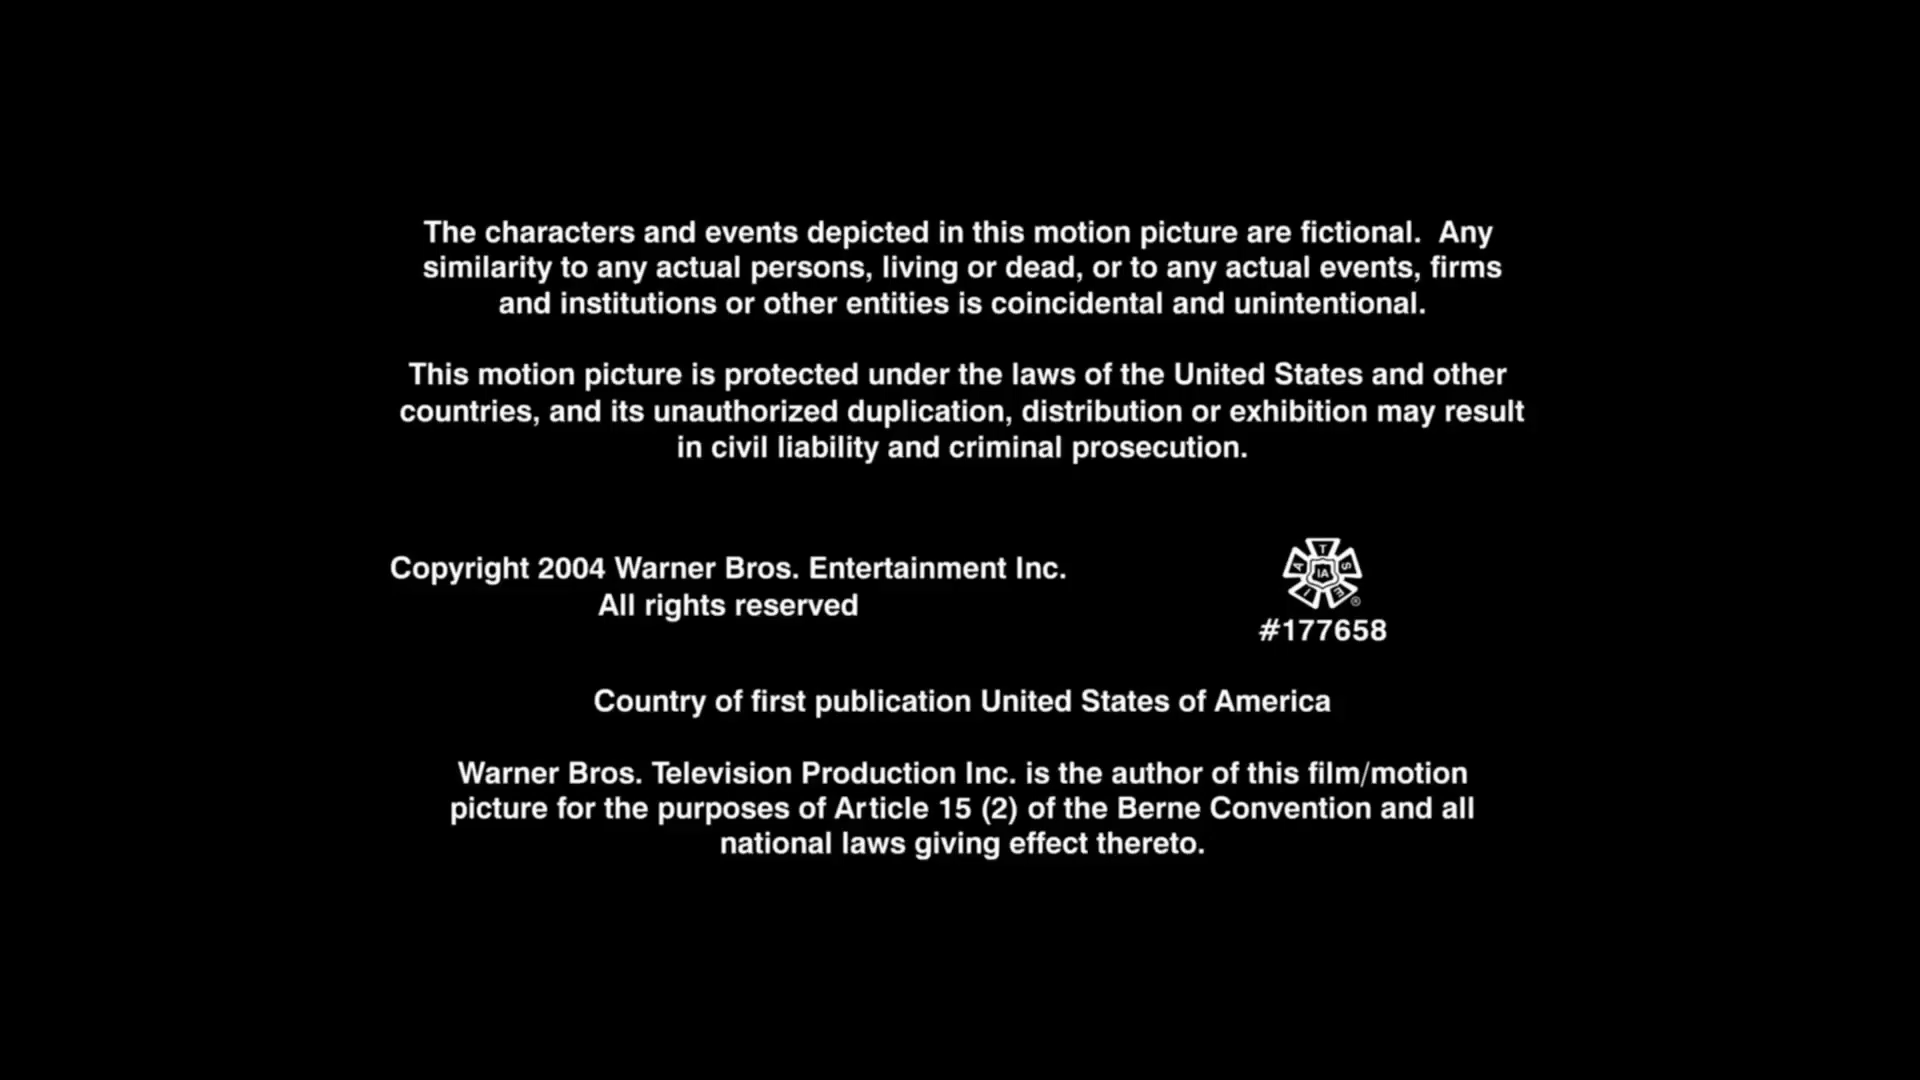 The characters and events depicted in this motion picture are fictional.  Any
similarity to any actual persons, living or dead, or to any actual events, firms
and institutions or other entities is coincidental and unintentional.
This motion picture is protected under the laws of the United States and other
countries, and its unauthorized duplication, distribution or exhibition may result
in civil liability and criminal prosecution.
Copyright 2004 Warner Bros. Entertainment Inc.
All rights reserved
IATSE
IA
®
#177658
Country of first publication United States of America
Warner Bros. Television Production Inc. is the author of this film/motion
picture for the purposes of Article 15 (2) of the Berne Convention and all
national laws giving effect thereto.